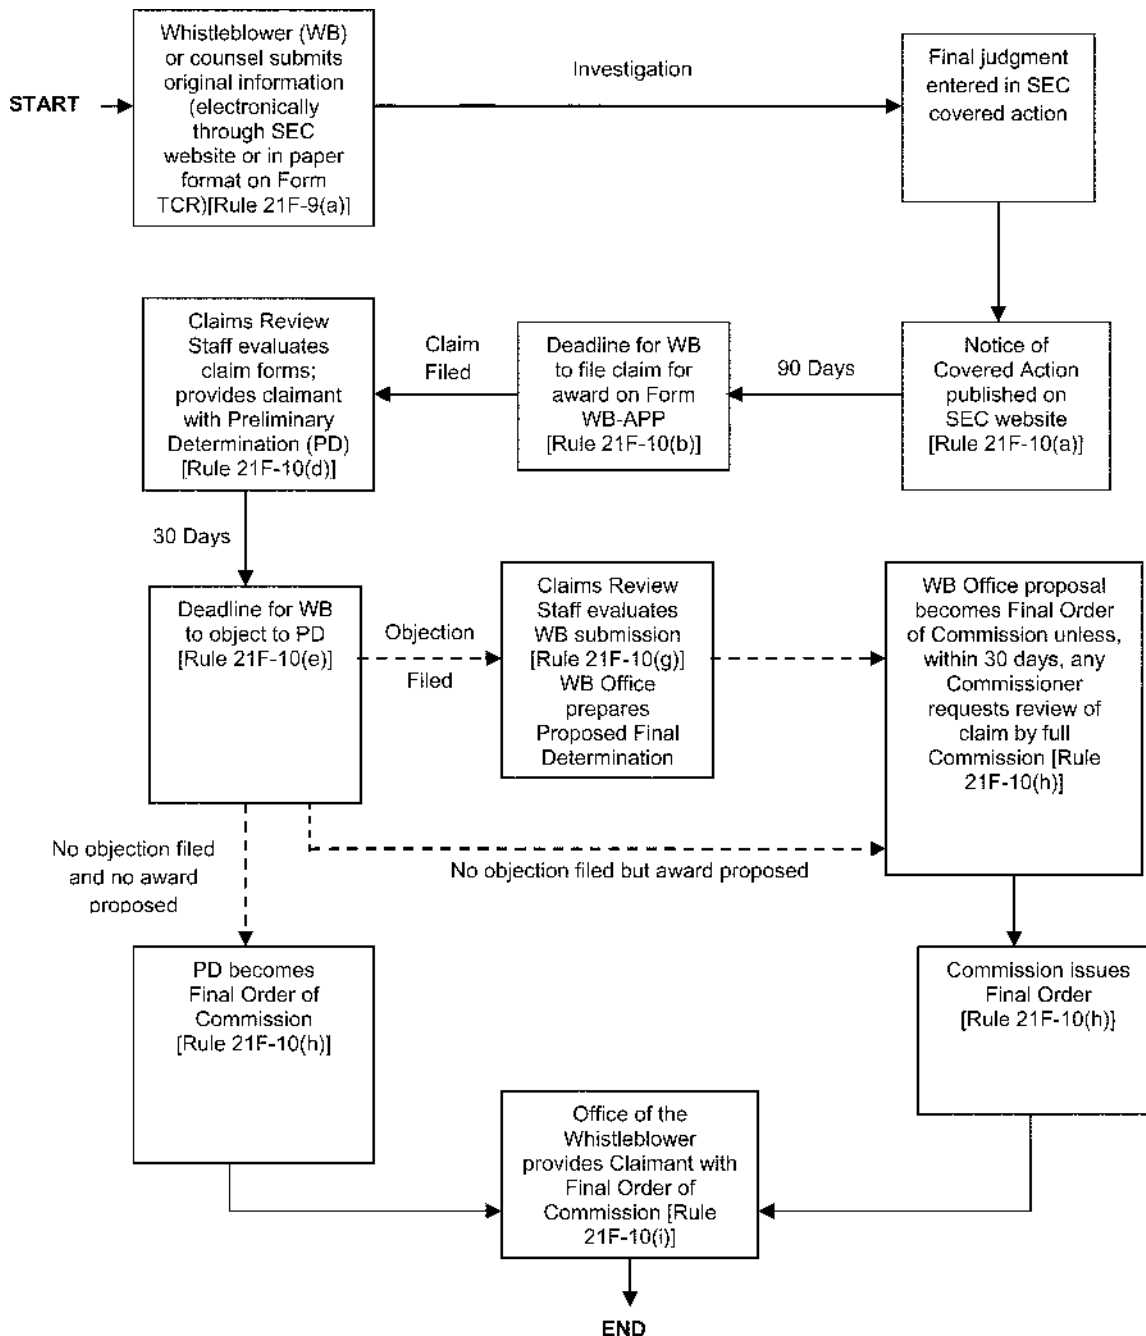 START
Whistleblower (WB)
or counsel submits
original information
(electronically
through SEC
website or in paper
format on Form
TCR)[Rule 21F-9(a)]
Investigation
Final judgment
entered in SEC
covered action
Notice of
Covered Action
published on
SEC website
[Rule 21F-10(a)]
90 Days
Deadline for WB
to file claim for
award on Form
WB-APP
[Rule 21F-10(b)]
Claim
Filed
Claims Review
Staff evaluates
claim forms;
provides claimant
with Preliminary
Determination (PD)
[Rule 21F-10(d)]
30 Days
Deadline for WB
to object to PD
[Rule 21F-10(e)]
Objection
Filed
Claims Review
Staff evaluates
WB submission
[Rule 21F-10(g)]
WB Office
prepares
Proposed Final
Determination
WB Office proposal
becomes Final Order
of Commission unless,
within 30 days, any
Commissioner
requests review of
claim by full
Commission [Rule
21F-10(h)]
No objection filed
and no award
proposed
No objection filed but award proposed
PD becomes
Final Order of
Commission
[Rule 21F-10(h)]
Commission issues
Final Order
[Rule 21F-10(h)}
Office of the
Whistleblower
provides Claimant with
Final Order of
Commission [Rule
21F-10(i)]
END